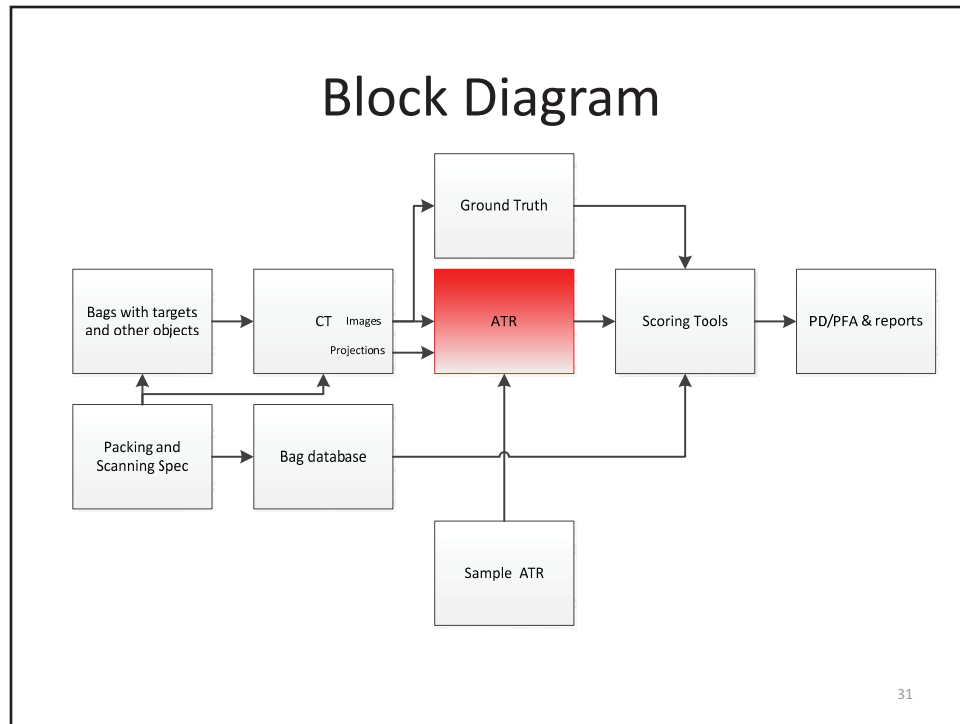 Block Diagram
Ground Truth
Bags with targets
and other objects
CT Images
Projections
ATR
Scoring Tools
PD/PFA & reports
Packing and
Scanning Spec
Bag database
Sample ATR
31